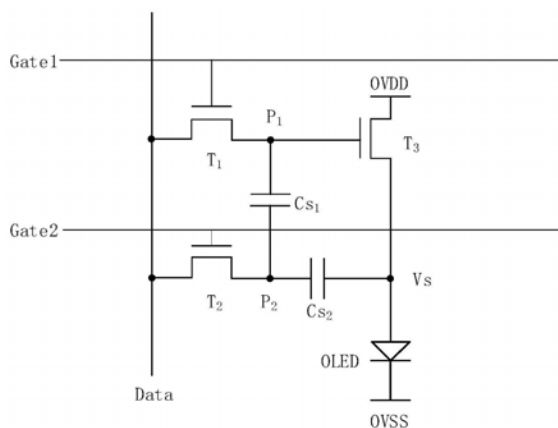 Gate1
OVDD
P₁
T₃
T₁
Cs₁
Gate2
T₂
P₂
Cs₂
Vs
OLED
Data
OVSS